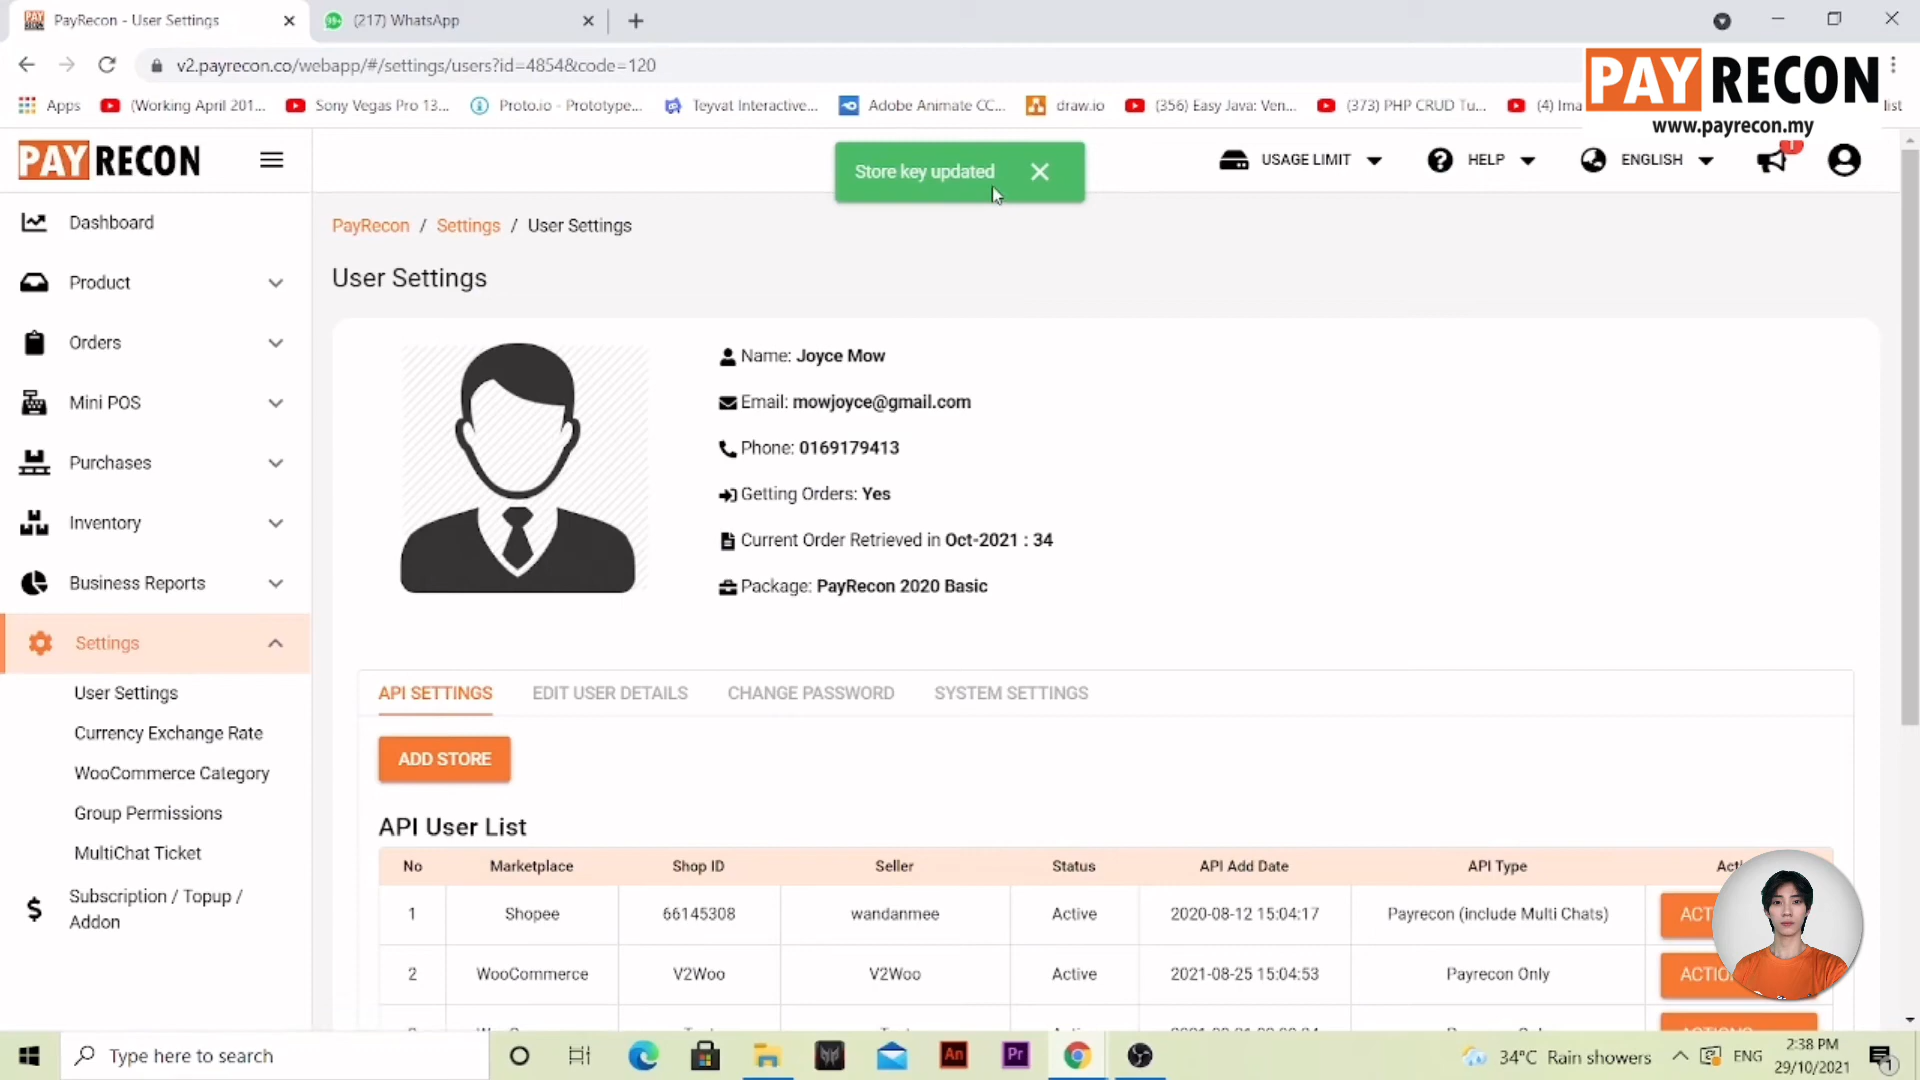 PayRecon - User Settings
(217) WhatsApp
v2.payrecon.co/webapp/#/settings/users?id=4854&code=120
Apps
(Working April 201...
Sony Vegas Pro 13...
Proto.io - Prototype...
Teyvat Interactive...
Adobe Animate CC...
draw.io
(356) Easy Java: Ven...
(373) PHP CRUD Tu...
(4) Ima
list
PAYRECON
www.payrecon.my
PAYRECON
Store key updated
USAGE LIMIT
HELP
ENGLISH
Dashboard
Product
Orders
Mini POS
Purchases
Inventory
Business Reports
Settings
User Settings
Currency Exchange Rate
WooCommerce Category
Group Permissions
MultiChat Ticket
Subscription / Topup /
Addon
PayRecon / Settings / User Settings
User Settings
Name: Joyce Mow
Email: mowjoyce@gmail.com
Phone: 0169179413
Getting Orders: Yes
Current Order Retrieved in Oct-2021 : 34
Package: PayRecon 2020 Basic
API SETTINGS
EDIT USER DETAILS
CHANGE PASSWORD
SYSTEM SETTINGS
ADD STORE
API User List
No Marketplace Shop ID Seller Status API Add Date API Type
1 Shopee 66145308 wandanmee Active 2020-08-12 15:04:17 Payrecon (include Multi Chats)
2 WooCommerce V2Woo V2Woo Active 2021-08-25 15:04:53 Payrecon Only
Type here to search
An
Pr
34°C Rain showers
ENG
2:38 PM
29/10/2021
1